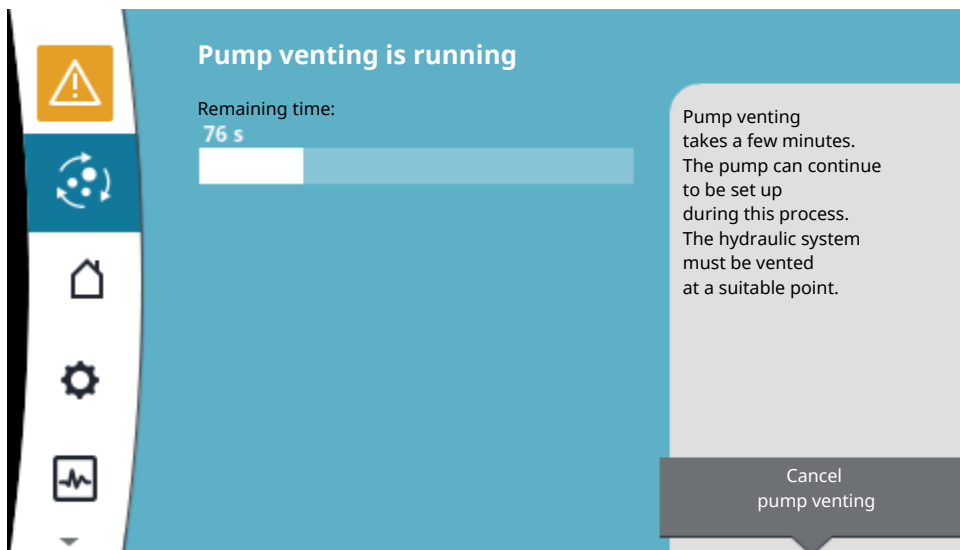 Pump venting is running
Remaining time:
76 s
Pump venting
takes a few minutes.
The pump can continue
to be set up
during this process.
The hydraulic system
must be vented
at a suitable point.
Cancel
pump venting